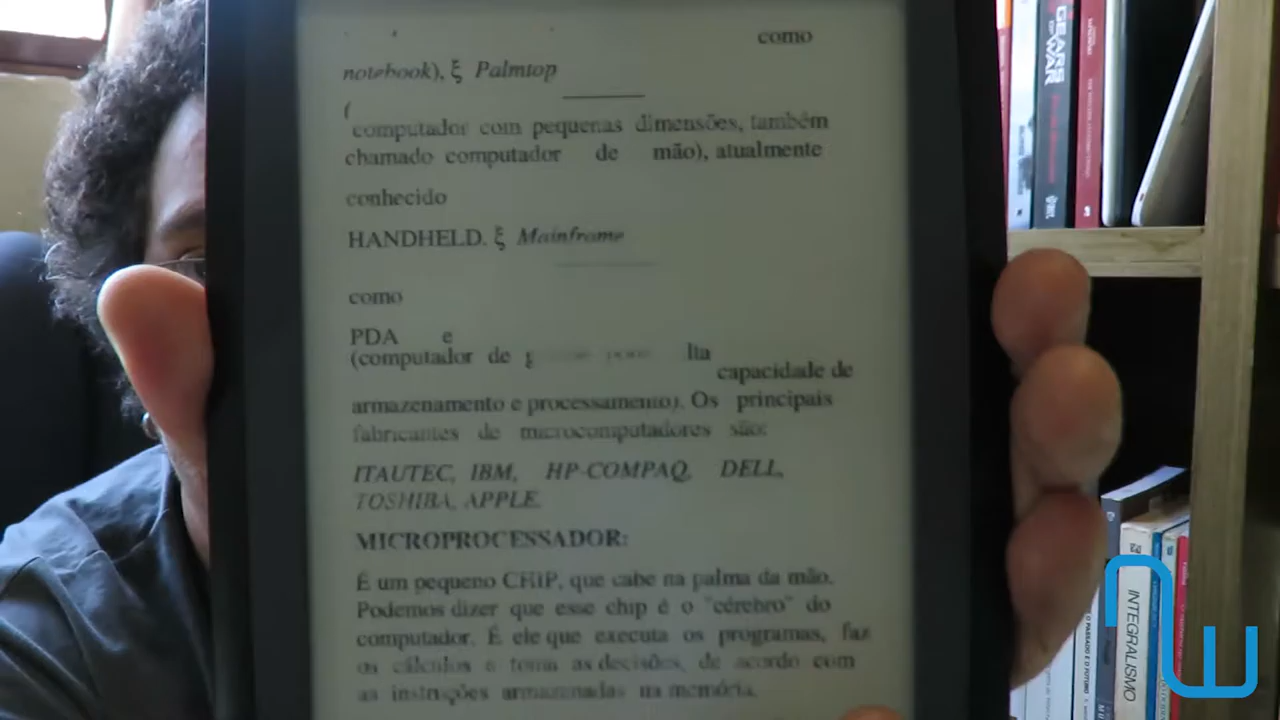 como
notebook), ξ Palmtop
(
computador com pequenas dimensões, também
chamado computador de mão), atualmente
conhecido
HANDHELD. ξ Mainframe
como
PDA e
(computador de
lta
capacidade de
armazenamento e processamento). Os principais
fabricantes de microcomputadores são:
ITAUTEC, IBM, HP-COMPAQ, DELL,
TOSHIBA, APPLE.
MICROPROCESSADOR:
É um pequeno CHIP, que cabe na palma da mão.
Podemos dizer que esse chip é o "cérebro" do
computador. É ele que executa os programas, faz
os cálculos e toma as decisões, de acordo com
as instruções armazenadas na memória.
GEARS OF WAR
INTEGRALISMO
O PASSADO E O FUTURO